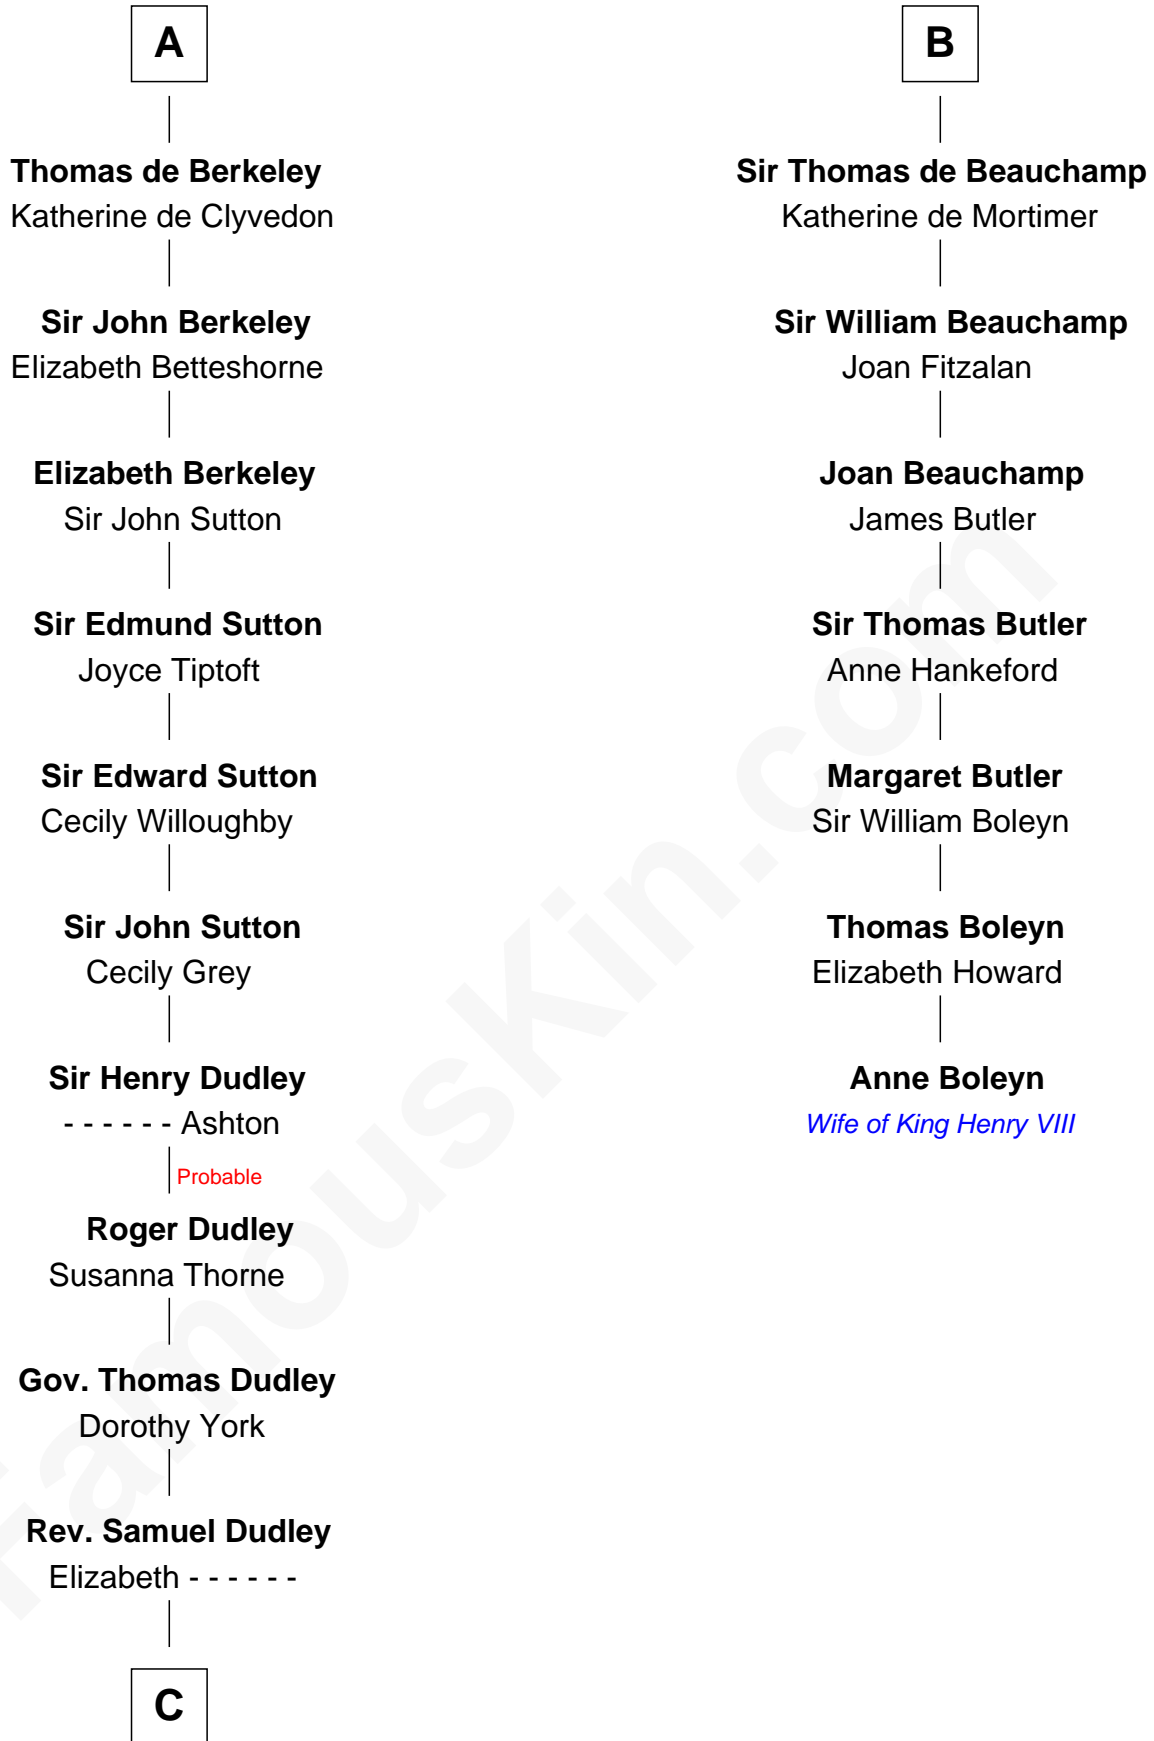 A
Thomas de Berkeley
Katherine de Clyvedon
Sir John Berkeley
Elizabeth Betteshorne
Elizabeth Berkeley
Sir John Sutton
Sir Edmund Sutton
Joyce Tiptoft
Sir Edward Sutton
Cecily Willoughby
Sir John Sutton
Cecily Grey
Sir Henry Dudley
- - - - - - Ashton
Probable
Roger Dudley
Susanna Thorne
Gov. Thomas Dudley
Dorothy York
Rev. Samuel Dudley
Elizabeth - - - - - -
C
B
Sir Thomas de Beauchamp
Katherine de Mortimer
Sir William Beauchamp
Joan Fitzalan
Joan Beauchamp
James Butler
Sir Thomas Butler
Anne Hankeford
Margaret Butler
Sir William Boleyn
Thomas Boleyn
Elizabeth Howard
Anne Boleyn
Wife of King Henry VIII
FamousKin.com